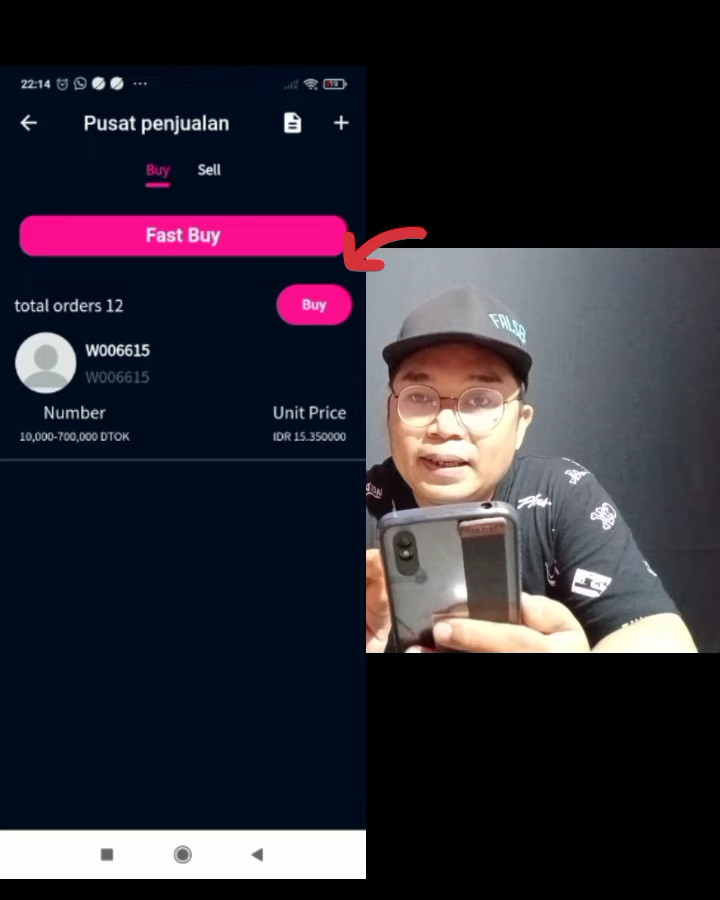 22:14
19
Pusat penjualan
Buy Sell
Fast Buy
total orders 12
Buy
W006615
W006615
Number Unit Price
10,000-700,000 DTOK IDR 15.350000